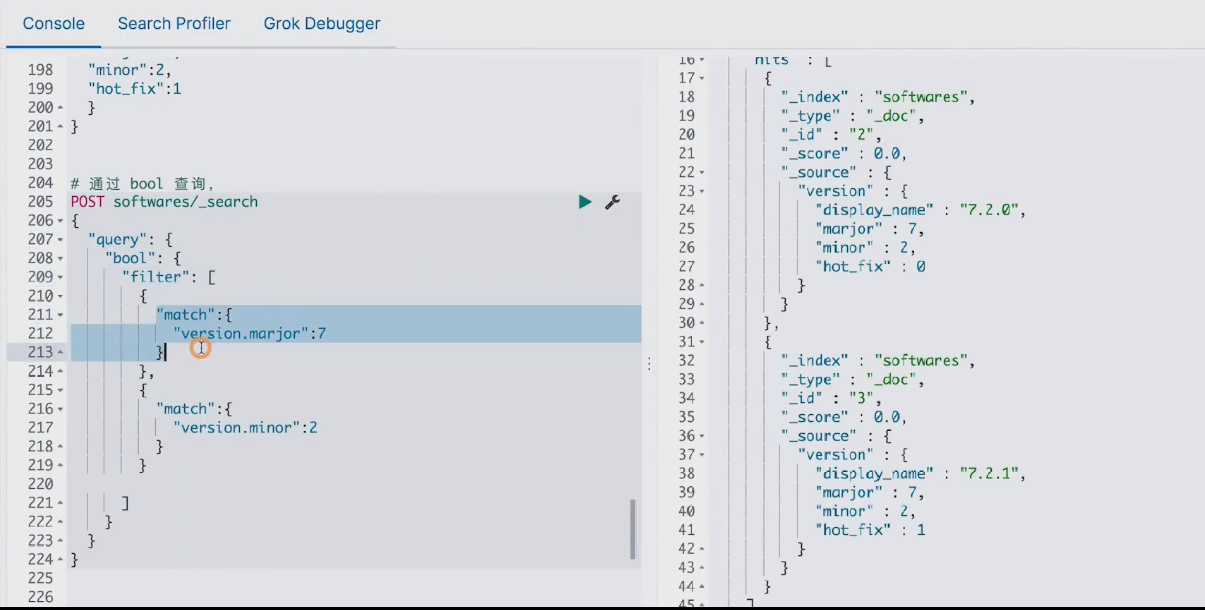 Console Search Profiler Grok Debugger
198 "minor":2,
199 "hot_fix":1
200 }
201 }
202
203
204 # 通过 bool 查询,
205 POST softwares/_search
206 {
207 "query": {
208 "bool": {
209 "filter": [
210 {
211 "match":{
212 "version.marjor":7
213 }
214 },
215 {
216 "match":{
217 "version.minor":2
218 }
219 }
220
221 ]
222 }
223 }
224 }
225
226
16 hits : [
17 {
18 "_index" : "softwares",
19 "_type" : "_doc",
20 "_id" : "2",
21 "_score" : 0.0,
22 "_source" : {
23 "version" : {
24 "display_name" : "7.2.0",
25 "marjor" : 7,
26 "minor" : 2,
27 "hot_fix" : 0
28 }
29 }
30 },
31 {
32 "_index" : "softwares",
33 "_type" : "_doc",
34 "_id" : "3",
35 "_score" : 0.0,
36 "_source" : {
37 "version" : {
38 "display_name" : "7.2.1",
39 "marjor" : 7,
40 "minor" : 2,
41 "hot_fix" : 1
42 }
43 }
44 }
45 ]